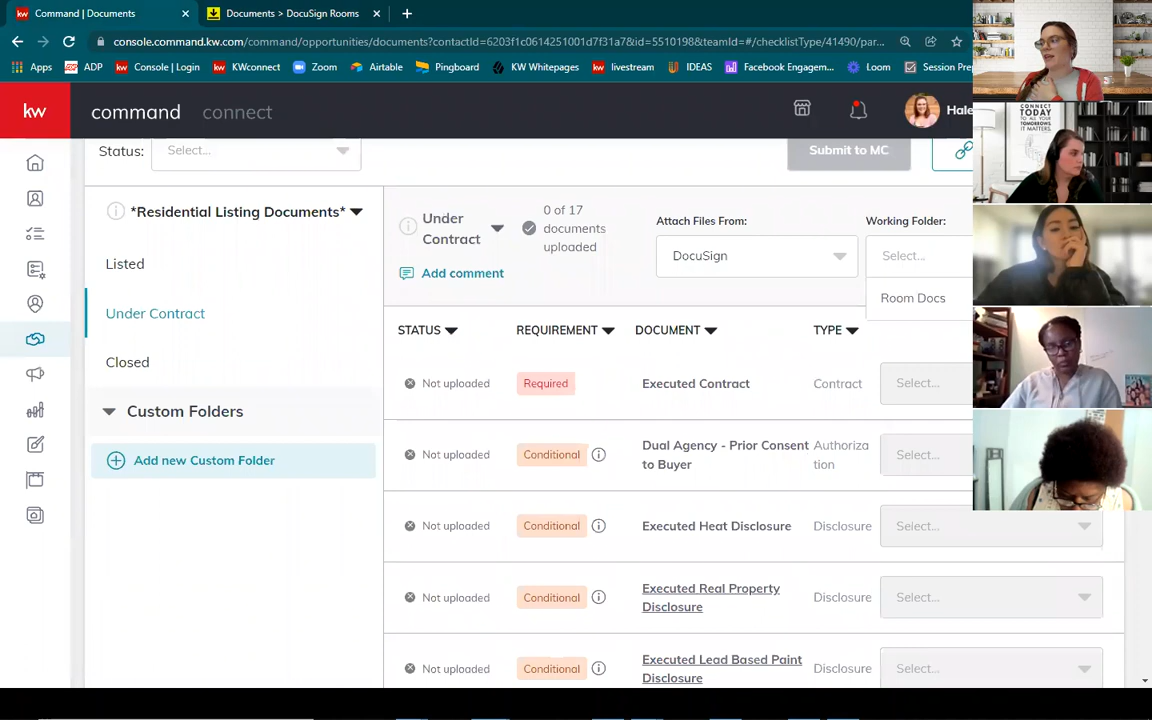 Command | Documents
Documents > DocuSign Rooms
console.command.kw.com/command/opportunities/documents?contactId=6203f1c0614251001d7f31a7&id=5510198&teamId=#/checklistType/41490/par...
Apps
ADP
Console | Login
KWconnect
Zoom
Airtable
Pingboard
KW Whitepages
livestream
IDEAS
Facebook Engagem...
Loom
Session Pre
kw
command
connect
Hale
Status:
Select...
Submit to MC
*Residential Listing Documents*
Listed
Under Contract
Closed
Custom Folders
Add new Custom Folder
Under
Contract
0 of 17
documents
uploaded
Add comment
Attach Files From:
DocuSign
Working Folder:
Select...
Room Docs
STATUS
REQUIREMENT
DOCUMENT
TYPE
Not uploaded
Required
Executed Contract
Contract
Select...
Not uploaded
Conditional
Dual Agency - Prior Consent
to Buyer
Authoriza
tion
Select...
Not uploaded
Conditional
Executed Heat Disclosure
Disclosure
Select...
Not uploaded
Conditional
Executed Real Property
Disclosure
Disclosure
Select...
Not uploaded
Conditional
Executed Lead Based Paint
Disclosure
Disclosure
Select...
CONNECT
TODAY
TO ALL YOUR
TOMORROWS
IT MATTERS.